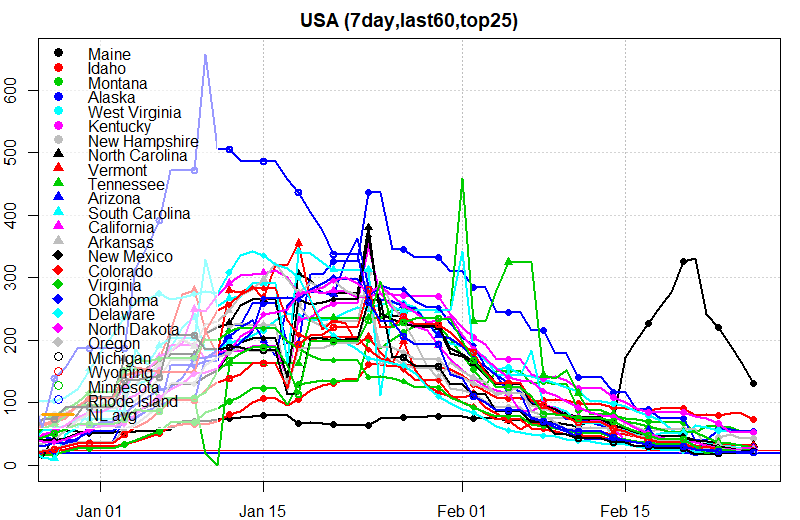 USA (7day,last60,top25)
600
500
400
300
200
100
0
Maine
Idaho
Montana
Alaska
West Virginia
Kentucky
New Hampshire
North Carolina
Vermont
Tennessee
Arizona
South Carolina
California
Arkansas
New Mexico
Colorado
Virginia
Oklahoma
Delaware
North Dakota
Oregon
Michigan
Wyoming
Minnesota
Rhode Island
NL avg
Jan 01 Jan 15 Feb 01 Feb 15